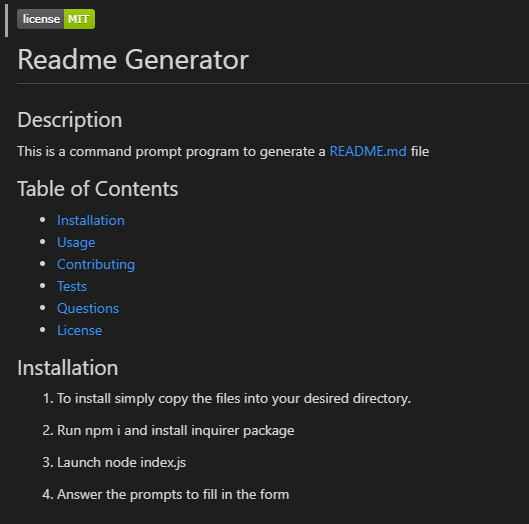 license MIT
Readme Generator
Description
This is a command prompt program to generate a README.md file
Table of Contents
Installation
Usage
Contributing
Tests
Questions
License
Installation
1. To install simply copy the files into your desired directory.
2. Run npm i and install inquirer package
3. Launch node index.js
4. Answer the prompts to fill in the form